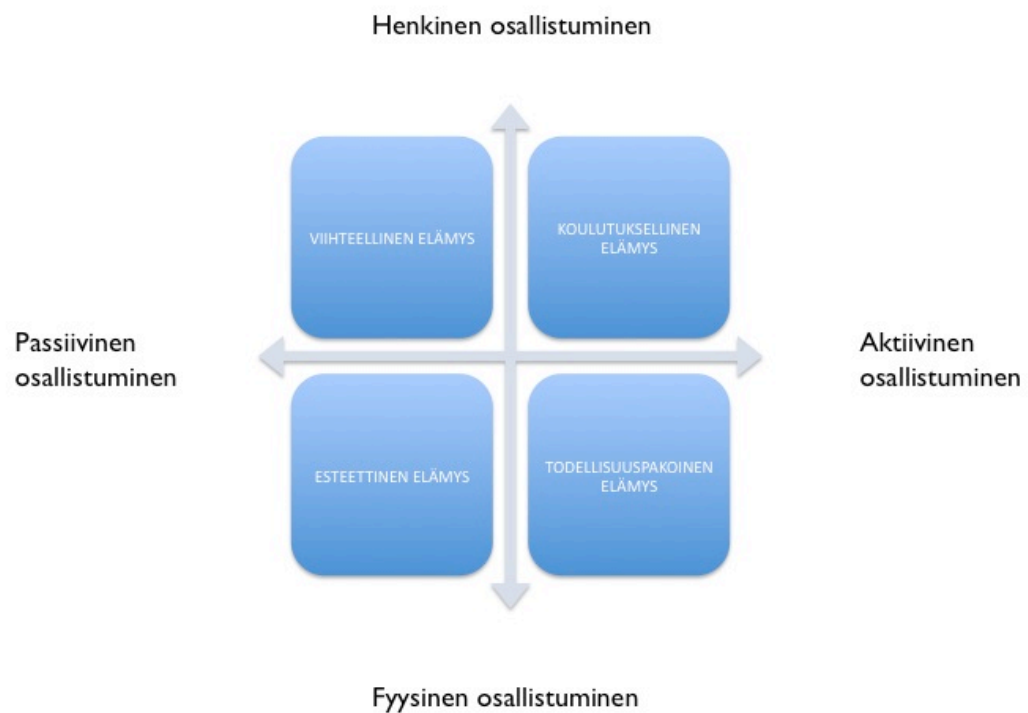 Henkinen osallistuminen
VIIHTEELLINEN ELÄMYS
KOULUTUKSELLINEN
ELÄMYS
Passiivinen
osallistuminen
Aktiivinen
osallistuminen
ESTEETTINEN ELÄMYS
TODELLISUUSPAKOINEN
ELÄMYS
Fyysinen osallistuminen